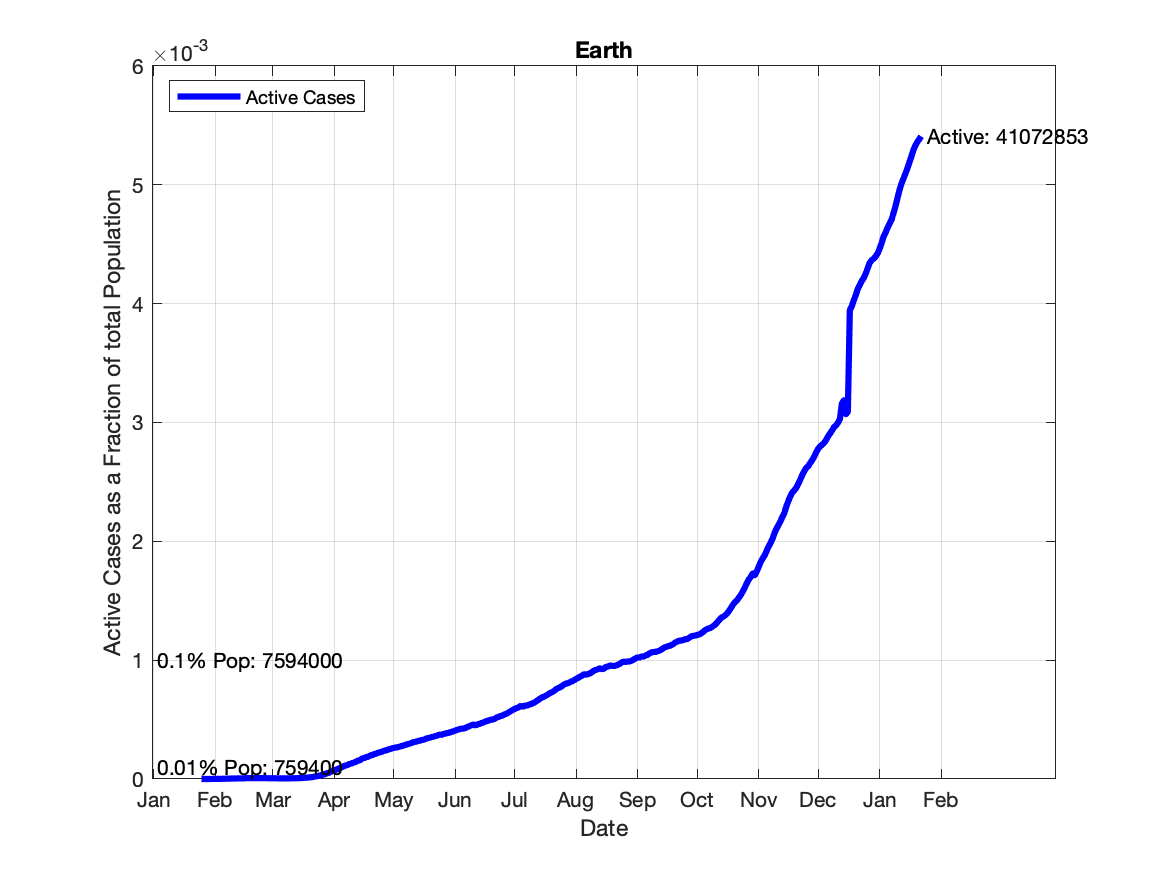 Earth
×10-3
6
5
4
3
2
1
0
Active Cases as a Fraction of total Population
Active Cases
Active: 41072853
0.1% Pop: 7594000
0.01% Pop: 759400
Jan Feb Mar Apr May Jun Jul Aug Sep Oct Nov Dec Jan Feb
Date